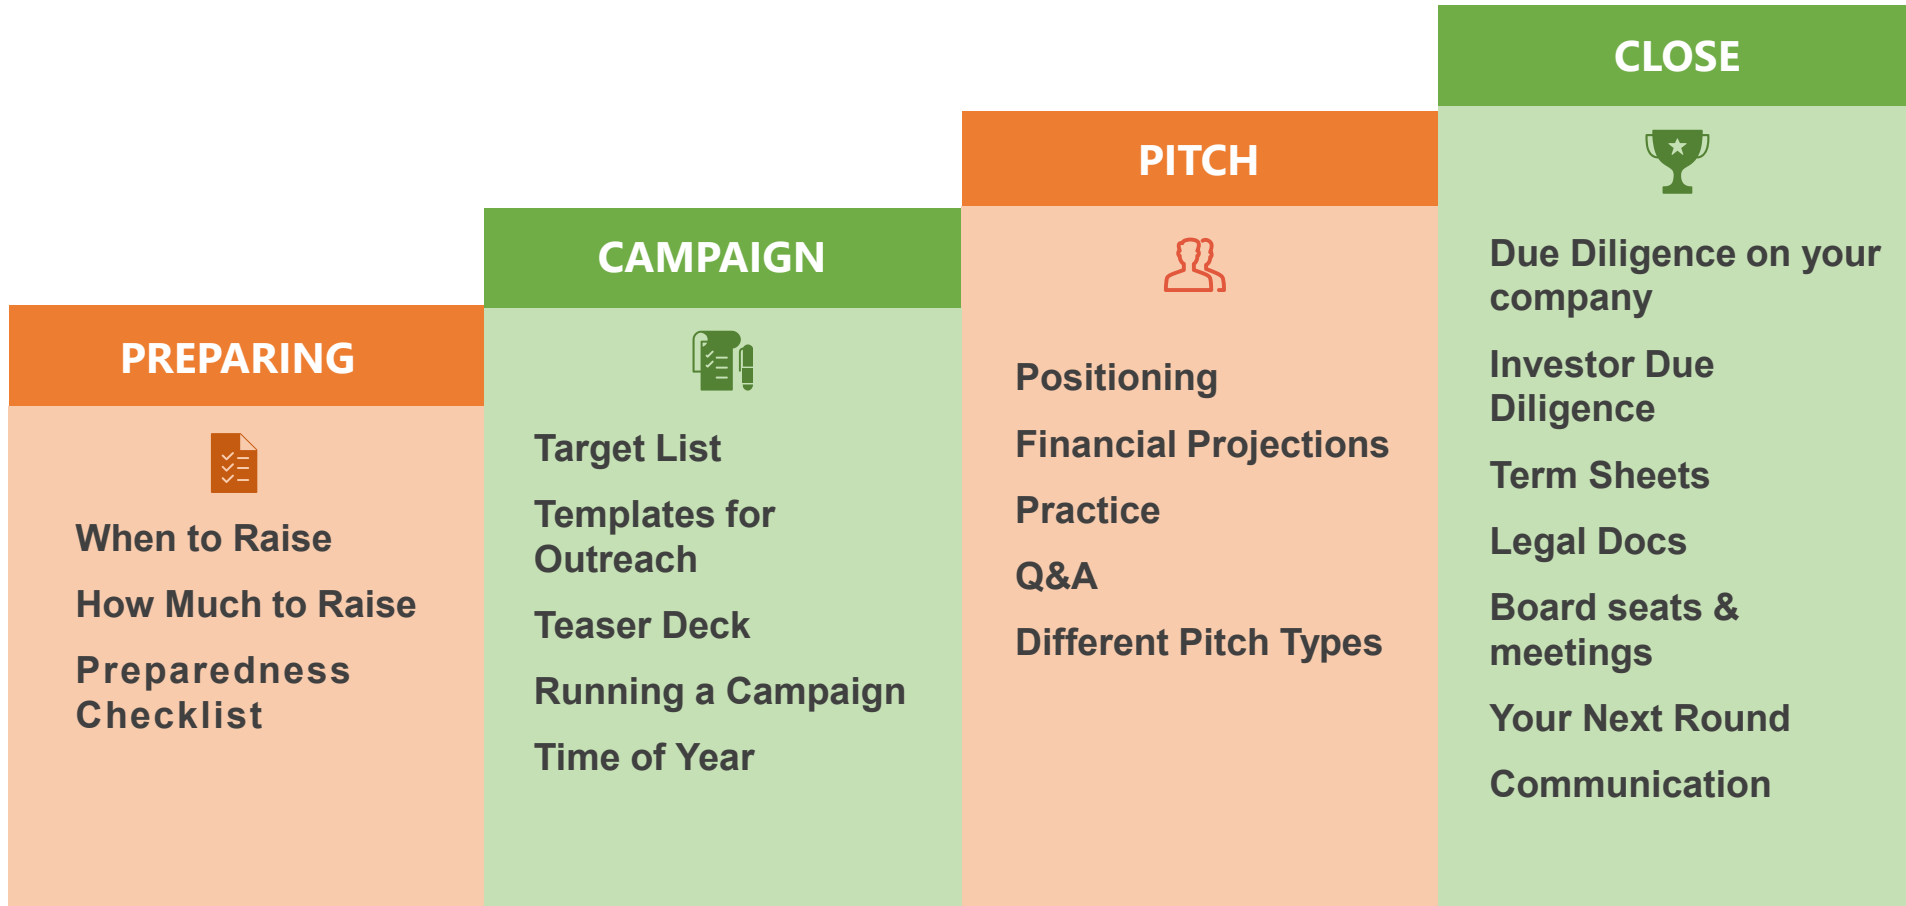 PREPARING
When to Raise
How Much to Raise
Preparedness
Checklist
CAMPAIGN
Target List
Templates for
Outreach
Teaser Deck
Running a Campaign
Time of Year
PITCH
Positioning
Financial Projections
Practice
Q&A
Different Pitch Types
CLOSE
Due Diligence on your
company
Investor Due
Diligence
Term Sheets
Legal Docs
Board seats &
meetings
Your Next Round
Communication